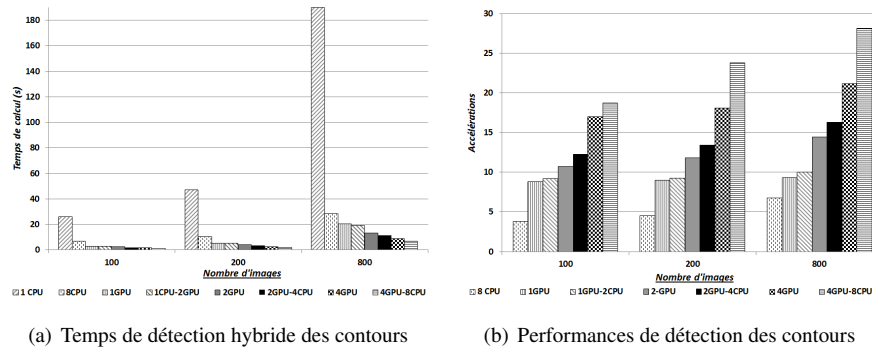 180
160
140
120
100
80
60
40
20
0
Temps de calcul (s)
100 200 800
Nombre d'images
1 CPU 8CPU 1GPU 1CPU-2GPU 2GPU 2GPU-4CPU 4GPU 4GPU-8CPU
(a) Temps de détection hybride des contours
30
25
20
15
10
5
0
Accélérations
100 200 800
Nombre d'images
8 CPU 1GPU 1GPU-2CPU 2-GPU 2GPU-4CPU 4GPU 4GPU-8CPU
(b) Performances de détection des contours